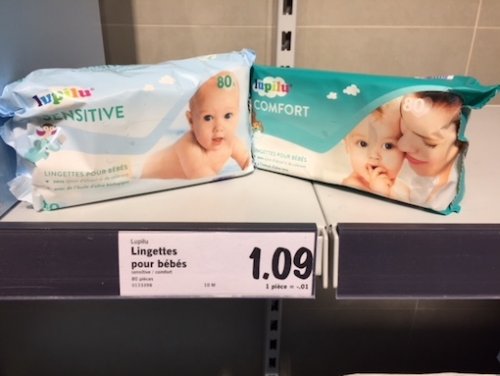 lupilu
SENSITIVE
80
LINGETTES POUR BÉBÉS
lupilu
COMFORT
80
LINGETTES POUR BÉBÉS
Lupilu
Lingettes
pour bébés
sensitive / comfort
80 pièces
1.09
1 pièce = -.01